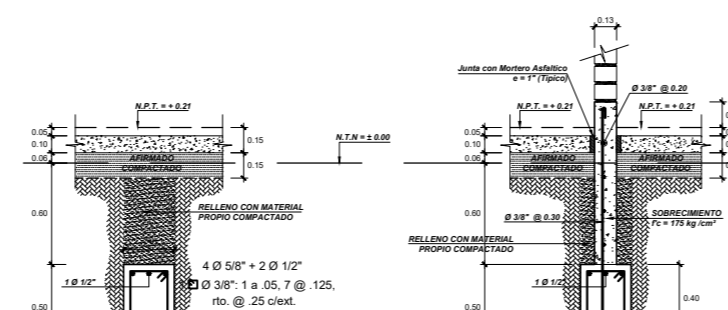 0.13
Junta con Mortero Asfaltico
e = 1" (Tipico)
Ø 3/8" @ 0.20
N.P.T. = + 0.21
N.P.T. = + 0.21
N.P.T. = + 0.21
0.05
0.10
0.06
0.15
0.15
N.T.N = ± 0.00
0.05
0.10
0.06
AFIRMADO
COMPACTADO
AFIRMADO
COMPACTADO
AFIRMADO
COMPACTADO
0.60
RELLENO CON MATERIAL
PROPIO COMPACTADO
0.60
Ø 3/8" @ 0.30
SOBRECIMIENTO
f'c = 175 kg /cm²
RELLENO CON MATERIAL
PROPIO COMPACTADO
4 Ø 5/8" + 2 Ø 1/2"
Ø 3/8": 1 a .05, 7 @ .125,
rto. @ .25 c/ext.
1 Ø 1/2"
1 Ø 1/2"
0.40
0.50
0.50